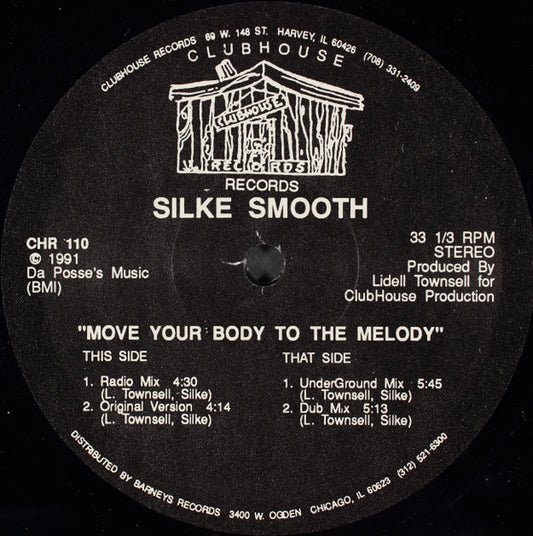 CLUBHOUSE RECORDS 69 W. 148 ST. HARVEY, IL 60426 (708) 331-2409
CLUBHOUSE
CLUBHOUSE
RECORDS
RECORDS
SILKE SMOOTH
CHR 110
© 1991
Da Posse's Music
(BMI)
33 1/3 RPM
STEREO
Produced By
Lidell Townsell for
ClubHouse Production
"MOVE YOUR BODY TO THE MELODY"
THIS SIDE
1. Radio Mix 4:30
(L. Townsell, Silke)
2. Original Version 4:14
(L. Townsell, Silke)
THAT SIDE
1. UnderGround Mix 5:45
(L. Townsell, Silke)
2. Dub Mix 5:13
(L. Townsell, Silke)
DISTRIBUTED BY BARNEYS RECORDS 3400 W. OGDEN CHICAGO, IL 60623 (312) 521-6300